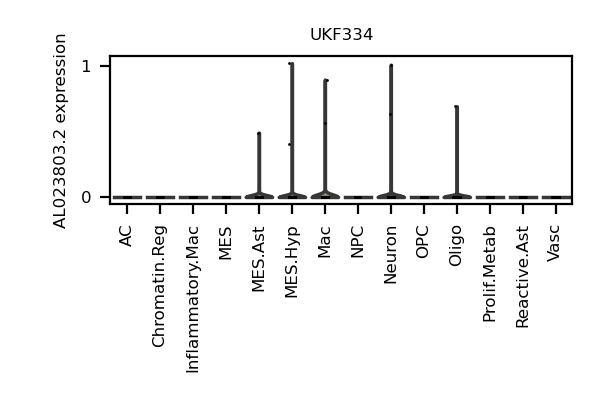 UKF334
AL023803.2 expression
1
0
AC
Chromatin.Reg
Inflammatory.Mac
MES
MES.Ast
MES.Hyp
Mac
NPC
Neuron
OPC
Oligo
Prolif.Metab
Reactive.Ast
Vasc